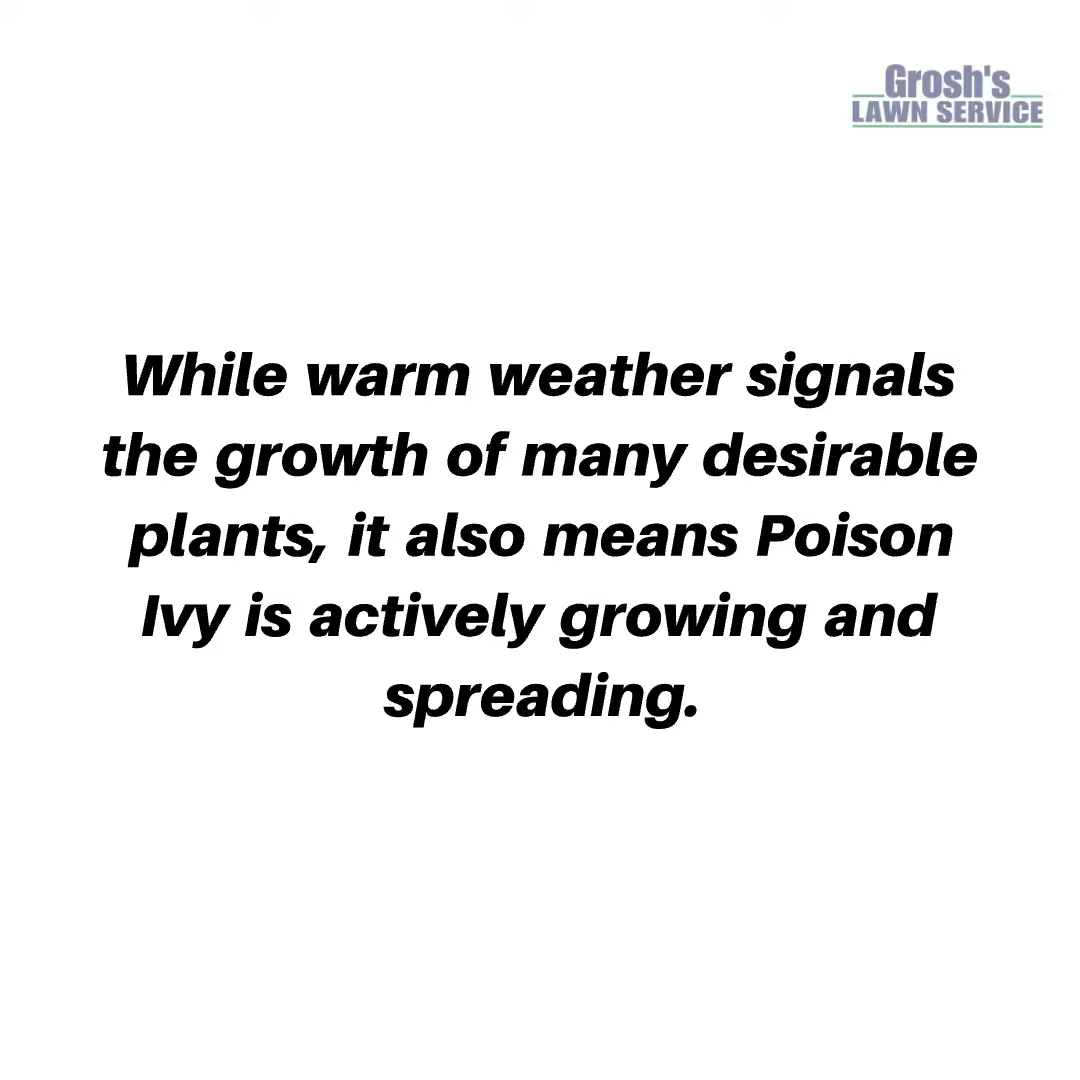 Grosh's
LAWN SERVICE
While warm weather signals
the growth of many desirable
plants, it also means Poison
Ivy is actively growing and
spreading.